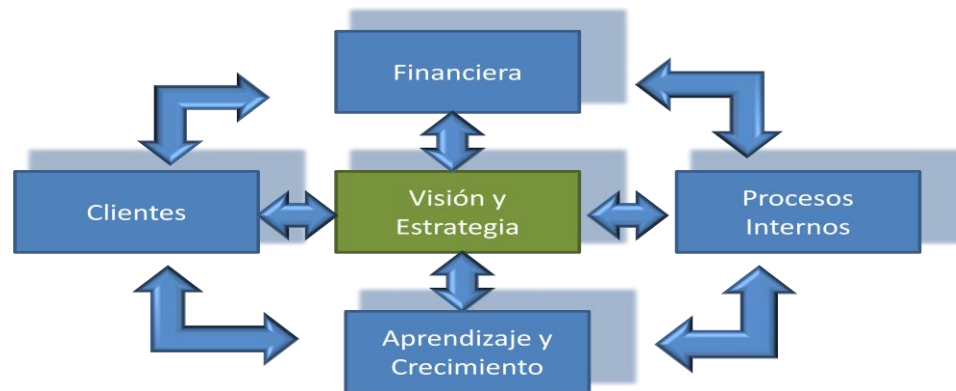 Financiera
Clientes
Visión y
Estrategia
Procesos
Internos
Aprendizaje y
Crecimiento